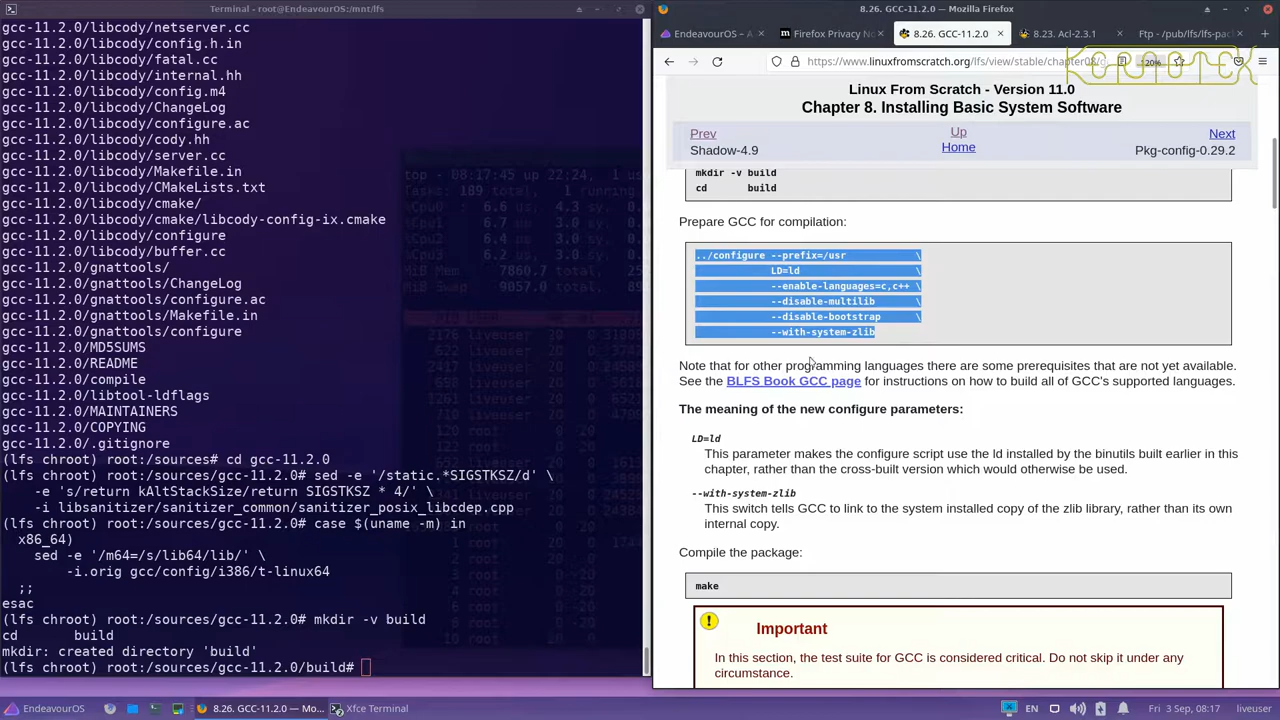 Terminal - root@EndeavourOS:/mnt/lfs
gcc-11.2.0/libcody/netserver.cc
gcc-11.2.0/libcody/config.h.in
gcc-11.2.0/libcody/fatal.cc
gcc-11.2.0/libcody/internal.hh
gcc-11.2.0/libcody/config.m4
gcc-11.2.0/libcody/ChangeLog
gcc-11.2.0/libcody/configure.ac
gcc-11.2.0/libcody/cody.hh
gcc-11.2.0/libcody/server.cc
gcc-11.2.0/libcody/Makefile.in
gcc-11.2.0/libcody/CMakeLists.txt
gcc-11.2.0/libcody/cmake/
gcc-11.2.0/libcody/cmake/libcody-config-ix.cmake
gcc-11.2.0/libcody/configure
gcc-11.2.0/libcody/buffer.cc
gcc-11.2.0/gnattools/
gcc-11.2.0/gnattools/ChangeLog
gcc-11.2.0/gnattools/configure.ac
gcc-11.2.0/gnattools/Makefile.in
gcc-11.2.0/gnattools/configure
gcc-11.2.0/MD5SUMS
gcc-11.2.0/README
gcc-11.2.0/compile
gcc-11.2.0/libtool-ldflags
gcc-11.2.0/MAINTAINERS
gcc-11.2.0/COPYING
gcc-11.2.0/.gitignore
(lfs chroot) root:/sources# cd gcc-11.2.0
(lfs chroot) root:/sources/gcc-11.2.0# sed -e '/static.*SIGSTKSZ/d' \
    -e 's/return kAltStackSize/return SIGSTKSZ * 4/' \
    -i libsanitizer/sanitizer_common/sanitizer_posix_libcdep.cpp
(lfs chroot) root:/sources/gcc-11.2.0# case $(uname -m) in
  x86_64)
    sed -e '/m64=/s/lib64/lib/' \
        -i.orig gcc/config/i386/t-linux64
  ;;
esac
(lfs chroot) root:/sources/gcc-11.2.0# mkdir -v build
cd       build
mkdir: created directory 'build'
(lfs chroot) root:/sources/gcc-11.2.0/build#
top - 08:17:45 up 22:24, 1 us
Tasks: 189 total, 1 running
8.26. GCC-11.2.0 — Mozilla Firefox
EndeavourOS –
Firefox Privacy No
8.26. GCC-11.2.0
8.23. Acl-2.3.1
Ftp - /pub/lfs/lfs-pac
https://www.linuxfromscratch.org/lfs/view/stable/chapter08/g
120%
Linux From Scratch - Version 11.0
Chapter 8. Installing Basic System Software
Prev
Up
Next
Shadow-4.9
Home
Pkg-config-0.29.2
mkdir -v build
cd       build
Prepare GCC for compilation:
../configure --prefix=/usr            \
             LD=ld                    \
             --enable-languages=c,c++ \
             --disable-multilib       \
             --disable-bootstrap      \
             --with-system-zlib
Note that for other programming languages there are some prerequisites that are not yet available.
See the BLFS Book GCC page for instructions on how to build all of GCC's supported languages.
The meaning of the new configure parameters:
LD=ld
This parameter makes the configure script use the ld installed by the binutils built earlier in this
chapter, rather than the cross-built version which would otherwise be used.
--with-system-zlib
This switch tells GCC to link to the system installed copy of the zlib library, rather than its own
internal copy.
Compile the package:
make
Important
In this section, the test suite for GCC is considered critical. Do not skip it under any
circumstance.
EndeavourOS
8.26. GCC-11.2.0 — Mo...
Xfce Terminal
EN
Fri 3 Sep, 08:17
liveuser